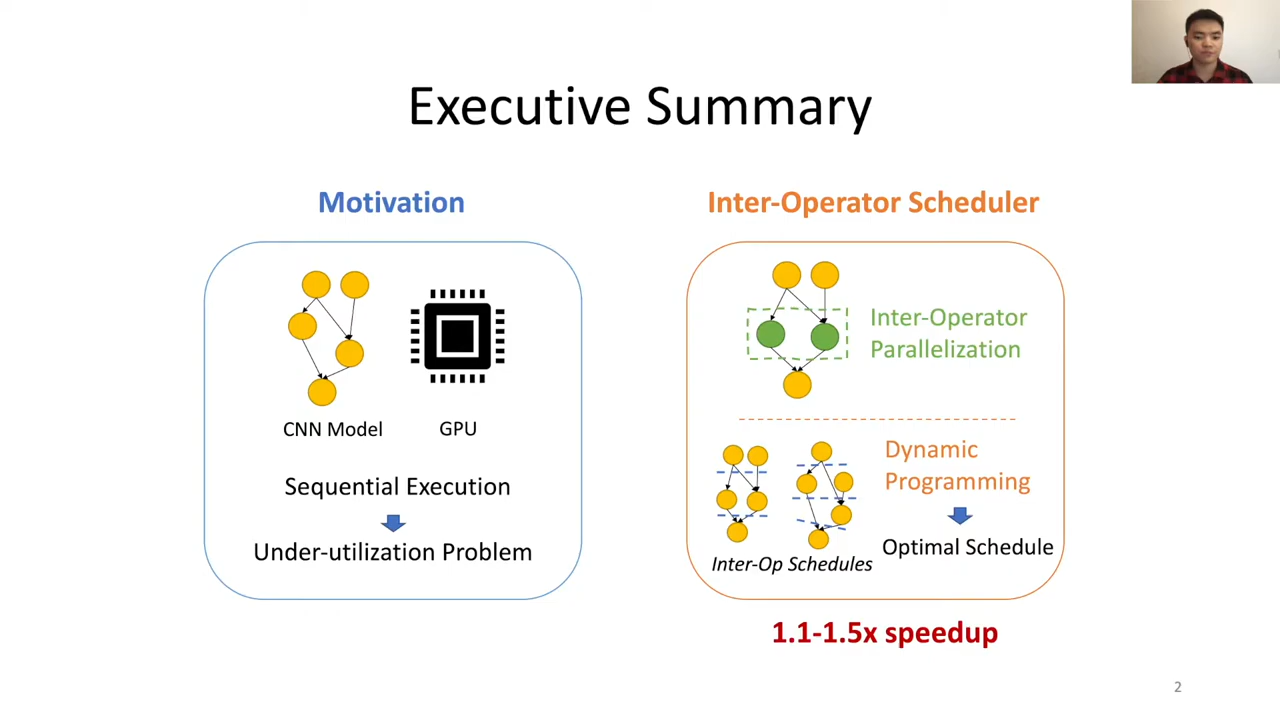 Executive Summary
Motivation
CNN Model
GPU
Sequential Execution
Under-utilization Problem
Inter-Operator Scheduler
Inter-Operator
Parallelization
Dynamic
Programming
Inter-Op Schedules
Optimal Schedule
1.1-1.5x speedup
2